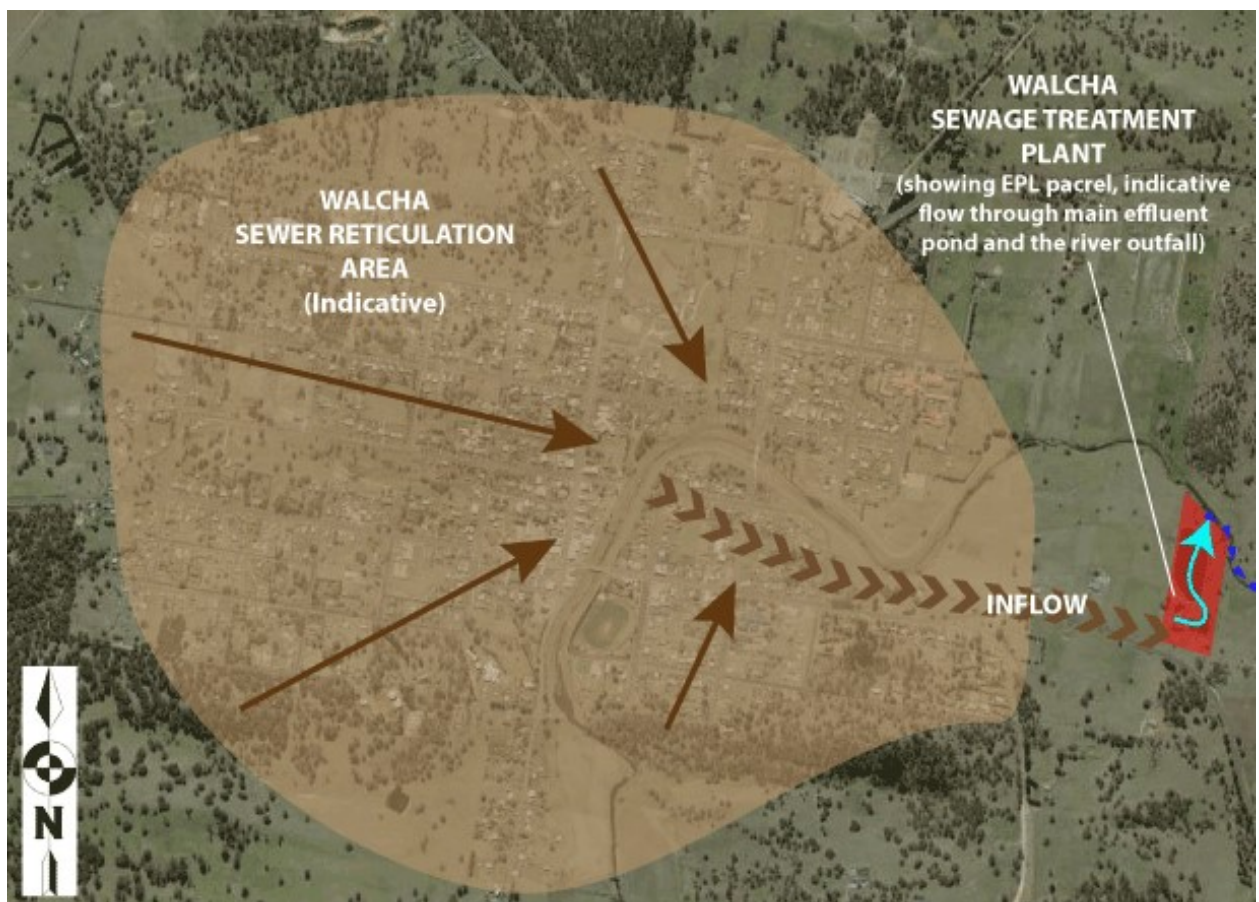 WALCHA
SEWER RETICULATION
AREA
(Indicative)
WALCHA
SEWAGE TREATMENT
PLANT
(showing EPL pacrel, indicative
flow through main effluent
pond and the river outfall)
INFLOW
N